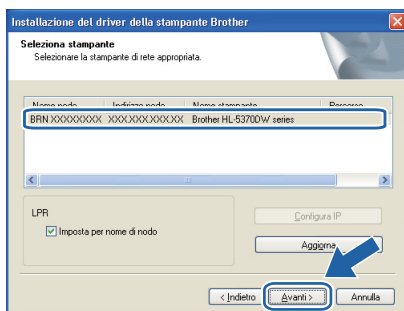 Installazione del driver della stampante Brother
Seleziona stampante
Selezionare la stampante di rete appropriata.
Nome nodo Indirizzo nodo Nome stampante Percorso
BRN XXXXXXXXX XXX.XXX.XXX.XX Brother HL-5370DW series
LPR
Imposta per nome di nodo
Configura IP
Aggiorna
< Indietro
Avanti >
Annulla